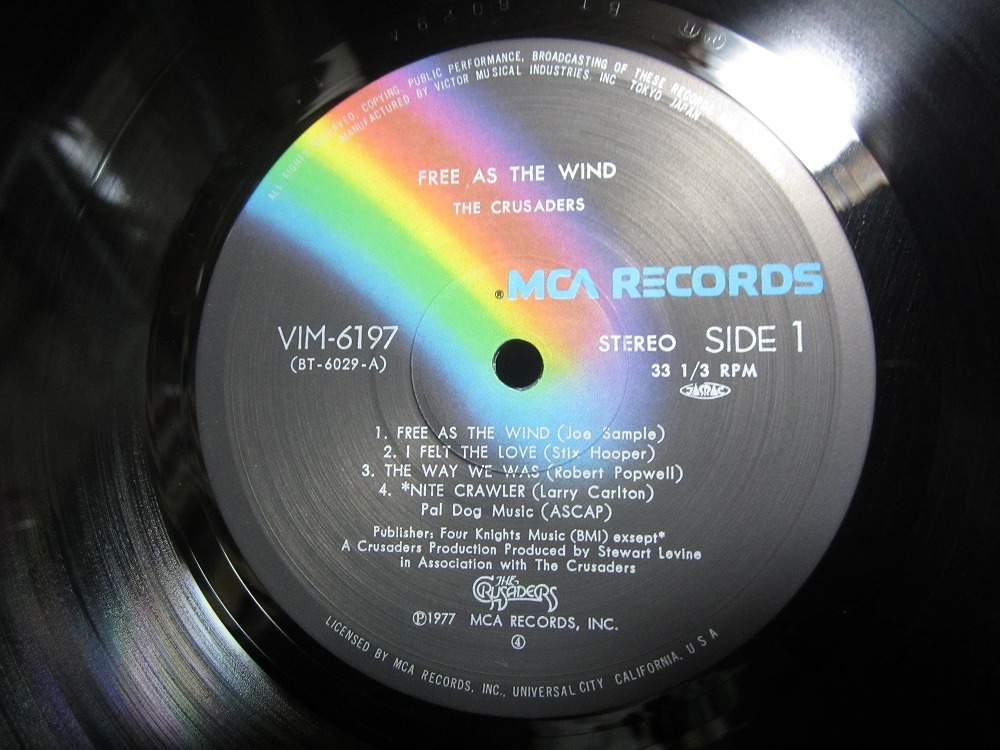 BT 6029 A
ALL RIGHTS RESERVED. COPYING, PUBLIC PERFORMANCE, BROADCASTING OF THESE RECORDS
MANUFACTURED BY VICTOR MUSICAL INDUSTRIES, INC TOKYO JAPAN
FREE AS THE WIND
THE CRUSADERS
®MCA RECORDS
VIM-6197
(BT-6029-A)
STEREO SIDE 1
33 1/3 RPM
JASRAC
1. FREE AS THE WIND (Joe Sample)
2. I FELT THE LOVE (Stix Hooper)
3. THE WAY WE WAS (Robert Popwell)
4. *NITE CRAWLER (Larry Carlton)
Pal Dog Music (ASCAP)
Publisher: Four Knights Music (BMI) exsept*
A Crusaders Production Produced by Stewart Levine
in Association with The Crusaders
THE CRUSADERS
℗1977 MCA RECORDS, INC.
④
LICENSED BY MCA RECORDS, INC., UNIVERSAL CITY CALIFORNIA, U S A